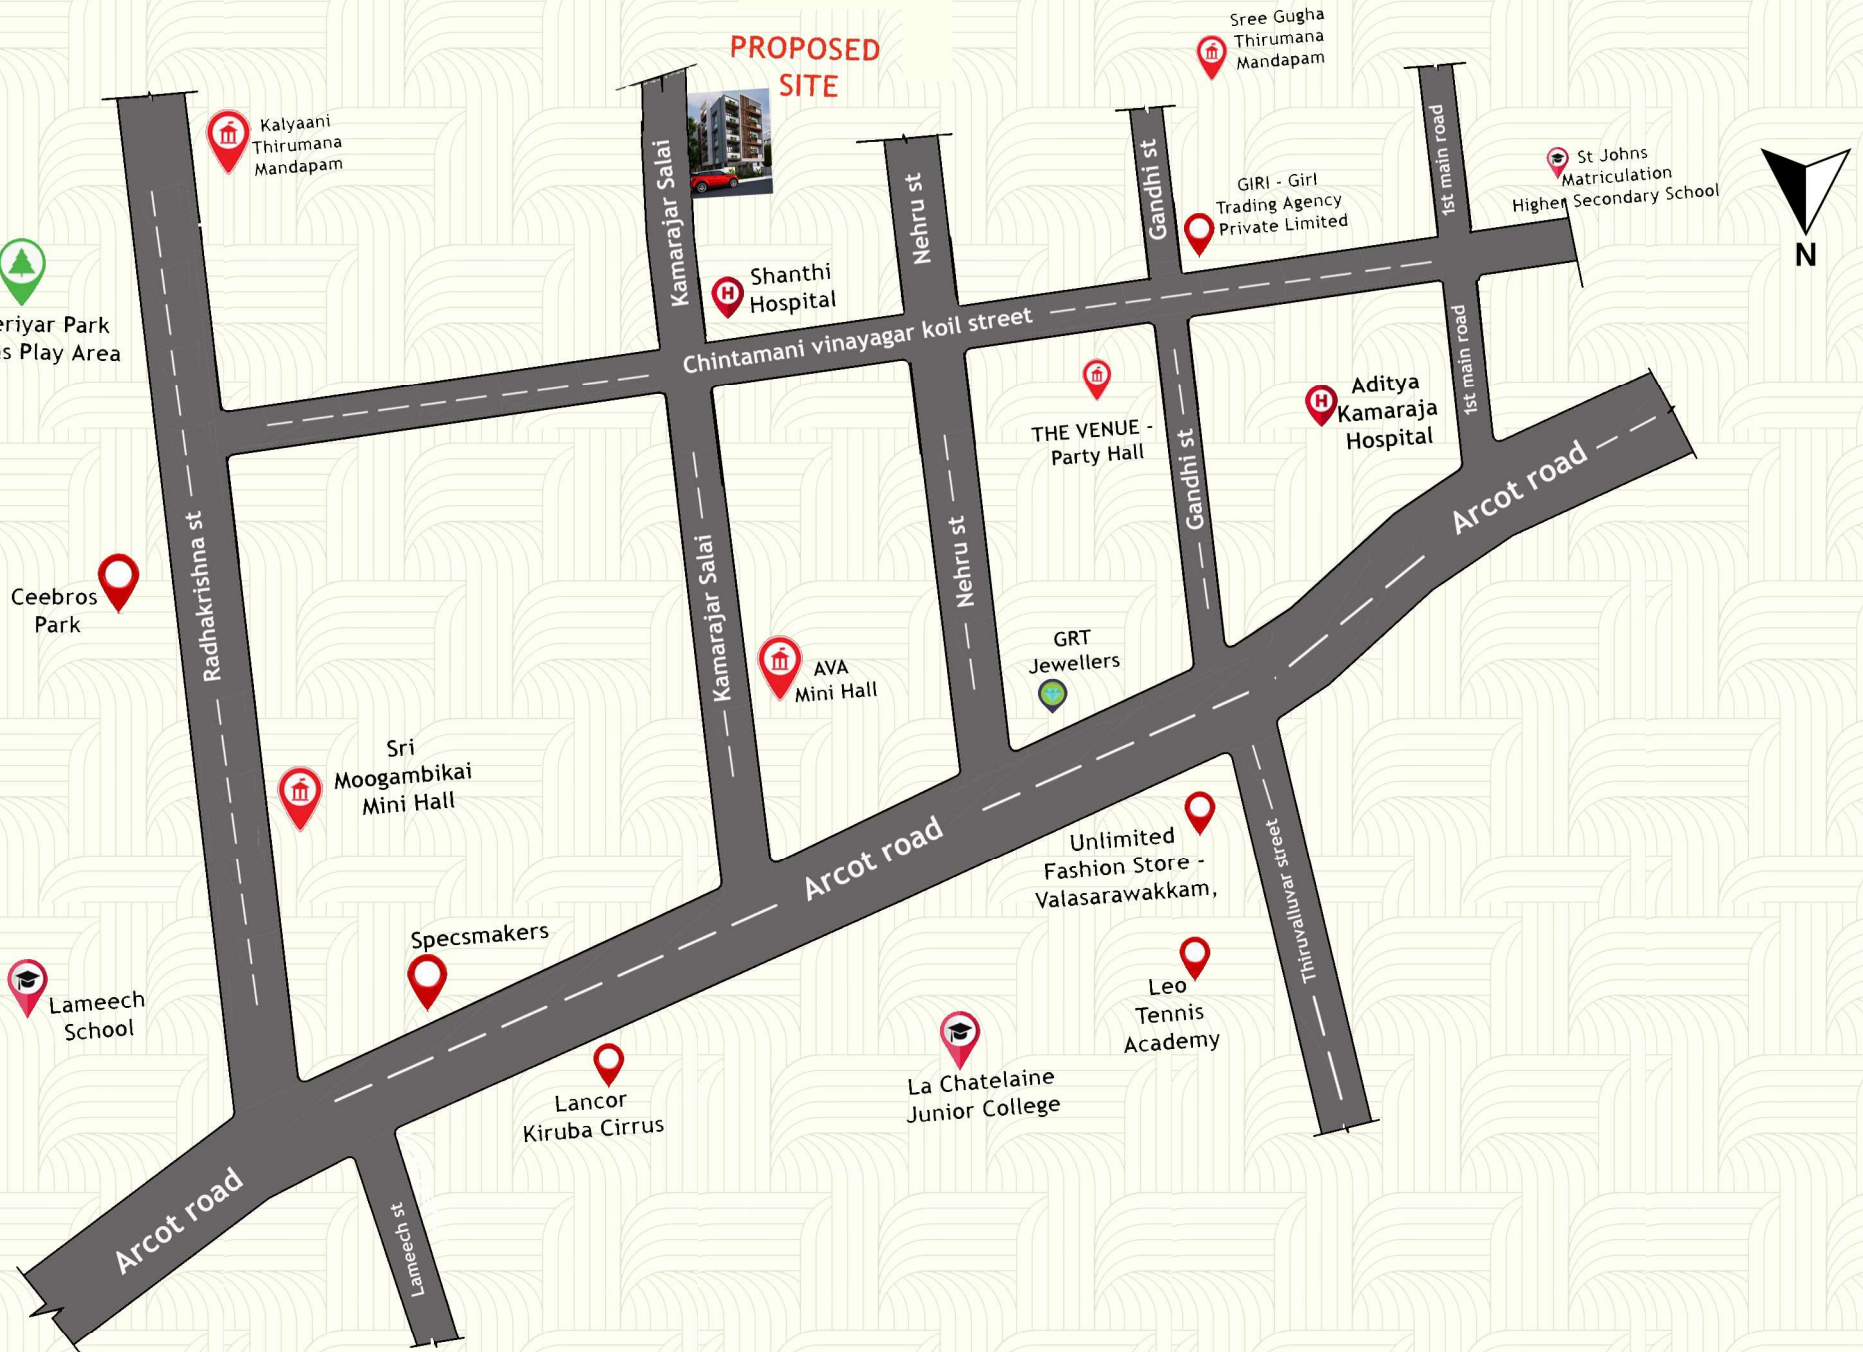 PROPOSED
SITE
Sree Gugha
Thirumana
Mandapam
Kalyaani
Thirumana
Mandapam
Kamarajar Salai
Nehru st
Gandhi st
1st main road
St Johns
Matriculation
Higher Secondary School
GIRI - Girl
Trading Agency
Private Limited
N
Shanthi
Hospital
eriyar Park
s Play Area
Chintamani vinayagar koil street
1st main road
THE VENUE -
Party Hall
Aditya
Kamaraja
Hospital
Arcot road
Gandhi st
Nehru st
Kamarajar Salai
Radhakrishna st
Ceebros
Park
AVA
Mini Hall
GRT
Jewellers
Sri
Moogambikai
Mini Hall
Arcot road
Unlimited
Fashion Store -
Valasarawakkam,
Thiruvalluvar street
Specsmakers
Lameech
School
Leo
Tennis
Academy
La Chatelaine
Junior College
Lancor
Kiruba Cirrus
Arcot road
Lameech st
H
H